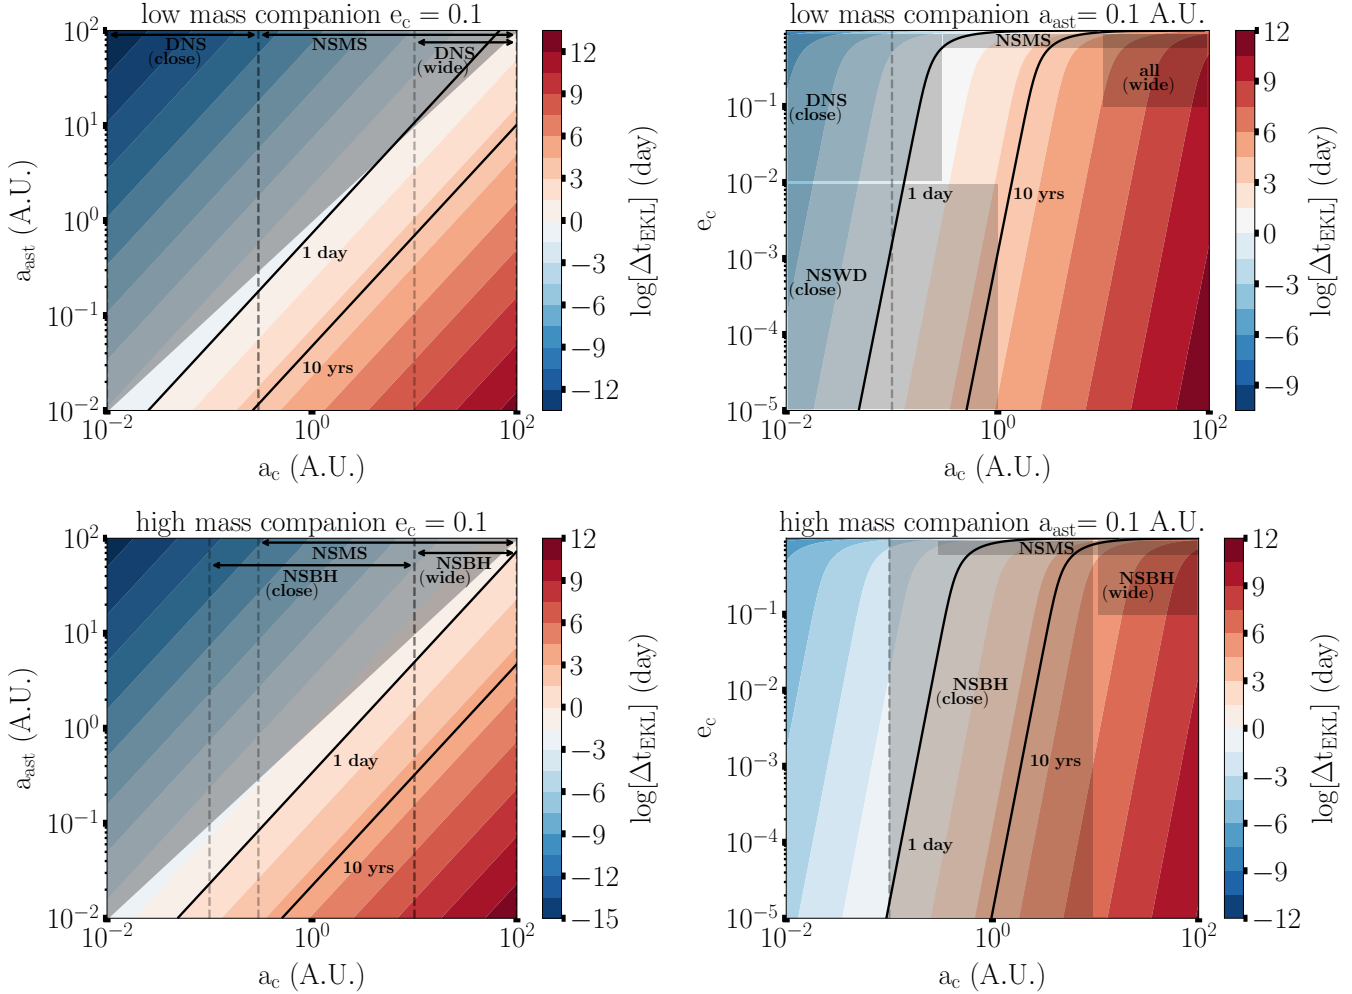 low mass companion e_c = 0.1
10^2
10^1
10^0
10^-1
10^-2
a_ast (A.U.)
DNS
(close)
NSMS
DNS
(wide)
1 day
10 yrs
10^-2
10^0
10^2
a_c (A.U.)
12
9
6
3
0
−3
−6
−9
−12
log[Δt_EKL] (day)
low mass companion a_ast = 0.1 A.U.
10^-1
10^-2
10^-3
10^-4
10^-5
e_c
NSMS
all
(wide)
DNS
(close)
1 day
10 yrs
NSWD
(close)
10^-2
10^0
10^2
a_c (A.U.)
12
9
6
3
0
−3
−6
−9
log[Δt_EKL] (day)
high mass companion e_c = 0.1
10^2
10^1
10^0
10^-1
10^-2
a_ast (A.U.)
NSMS
NSBH
(wide)
NSBH
(close)
1 day
10 yrs
10^-2
10^0
10^2
a_c (A.U.)
12
9
6
3
0
−3
−6
−9
−12
−15
log[Δt_EKL] (day)
high mass companion a_ast= 0.1 A.U.
10^-1
10^-2
10^-3
10^-4
10^-5
e_c
NSMS
NSBH
(wide)
NSBH
(close)
10 yrs
1 day
10^-2
10^0
10^2
a_c (A.U.)
12
9
6
3
0
−3
−6
−9
−12
log[Δt_EKL] (day)